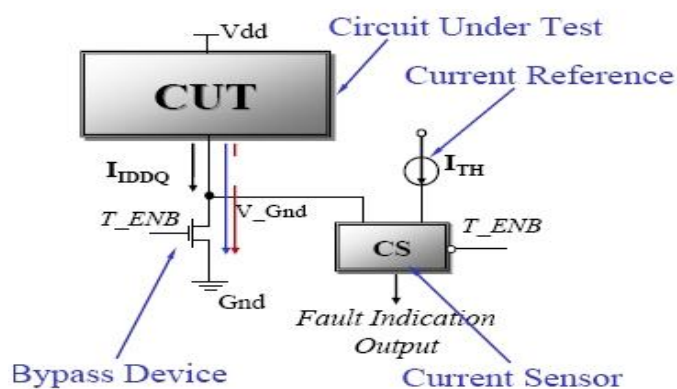 Vdd
Circuit Under Test
CUT
Current Reference
I_IDDQ
I_TH
T_ENB
V_Gnd
T_ENB
CS
Gnd
Fault Indication
Output
Bypass Device
Current Sensor